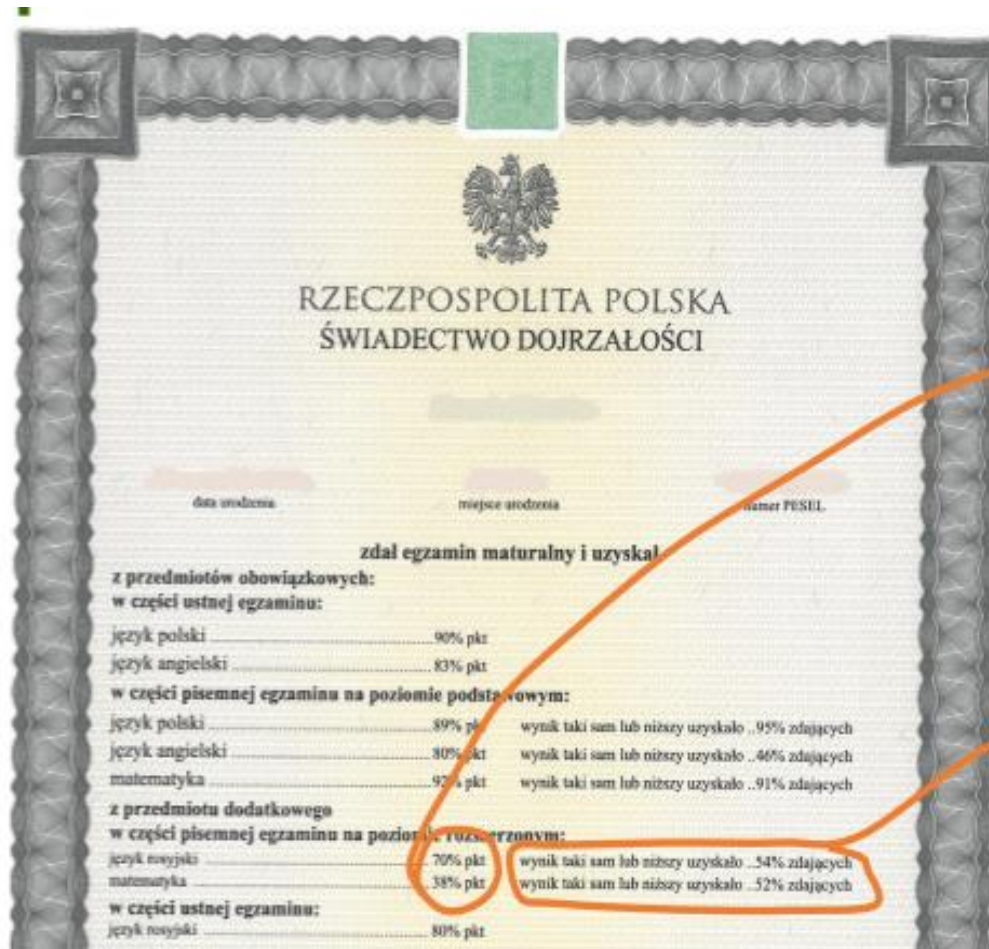 RZECZPOSPOLITA POLSKA
ŚWIADECTWO DOJRZAŁOŚCI
data urodzenia miejsce urodzenia numer PESEL
zdał egzamin maturalny i uzyskał
z przedmiotów obowiązkowych:
w części ustnej egzaminu:
język polski 90% pkt
język angielski 83% pkt
w części pisemnej egzaminu na poziomie podstawowym:
język polski 89% pkt wynik taki sam lub niższy uzyskało ..95% zdających
język angielski 80% pkt wynik taki sam lub niższy uzyskało ..46% zdających
matematyka 92% pkt wynik taki sam lub niższy uzyskało ..91% zdających
z przedmiotu dodatkowego
w części pisemnej egzaminu na poziomie rozszerzonym:
język rosyjski 70% pkt wynik taki sam lub niższy uzyskało ..54% zdających
matematyka 38% pkt wynik taki sam lub niższy uzyskało ..52% zdających
w części ustnej egzaminu:
język rosyjski 80% pkt